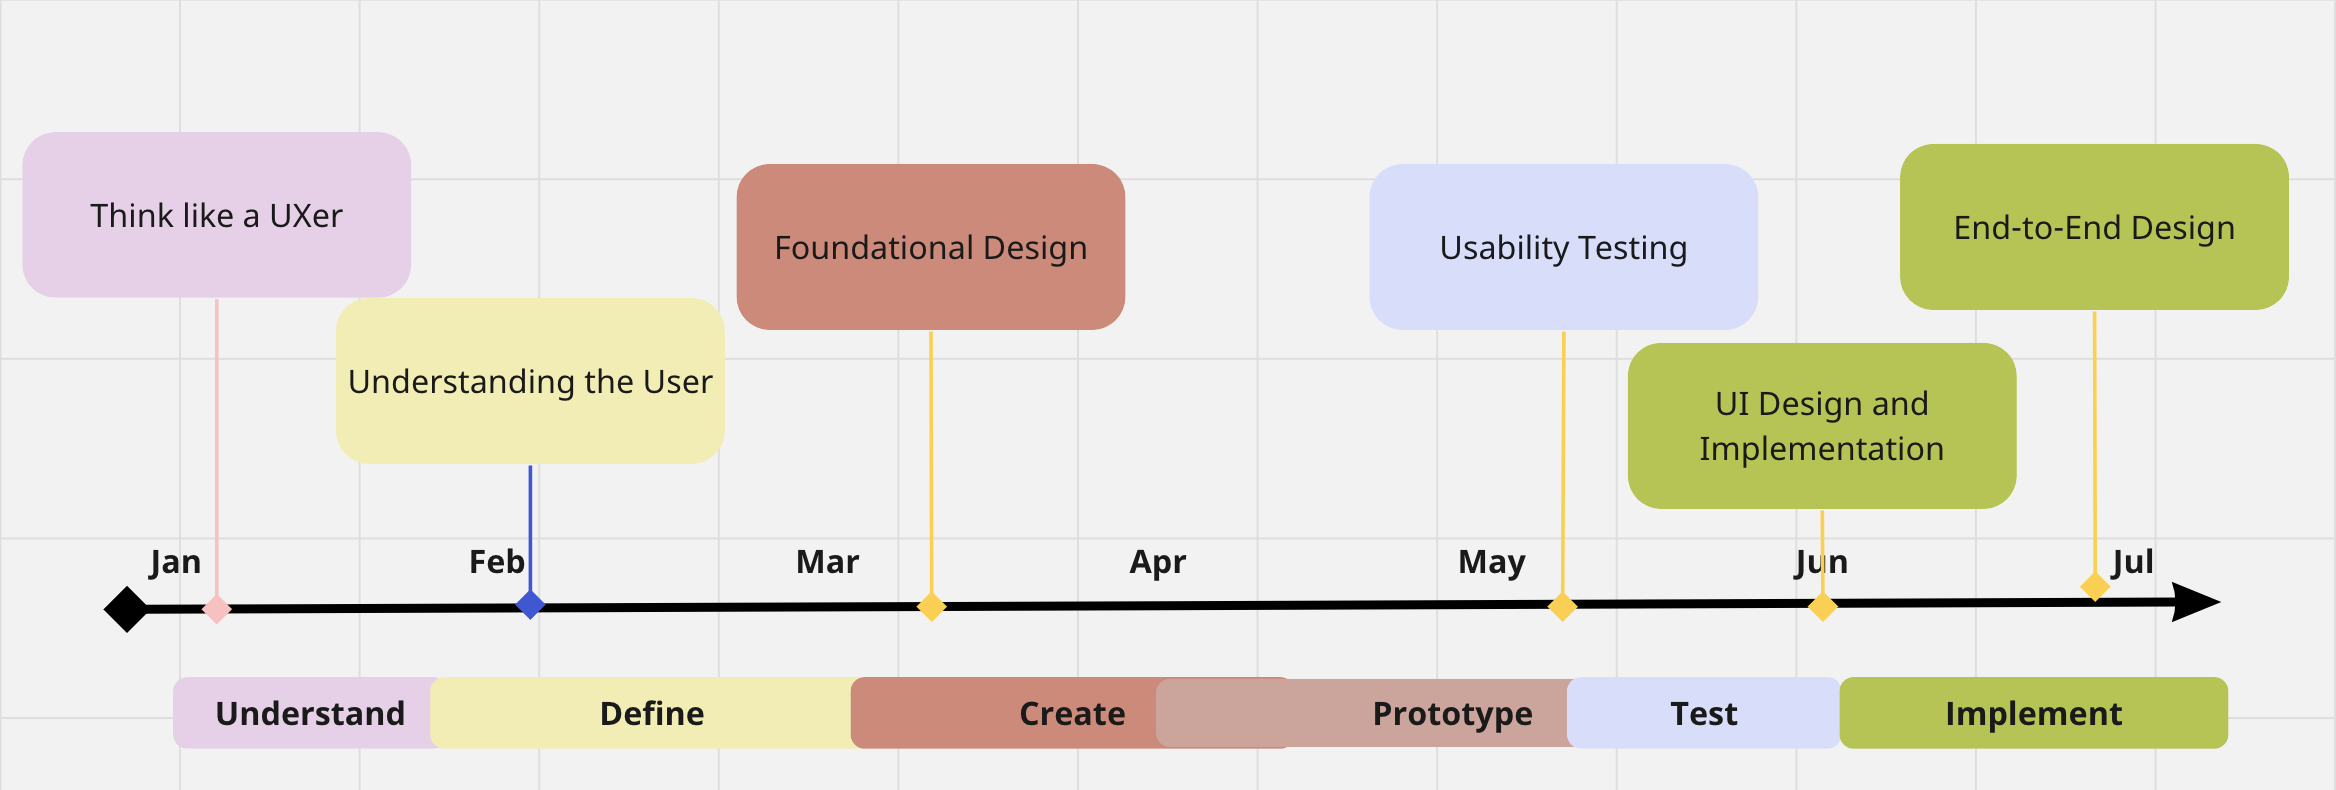 Think like a UXer
Understanding the User
Foundational Design
Usability Testing
UI Design and
Implementation
End-to-End Design
Jan
Feb
Mar
Apr
May
Jun
Jul
Understand
Define
Create
Prototype
Test
Implement